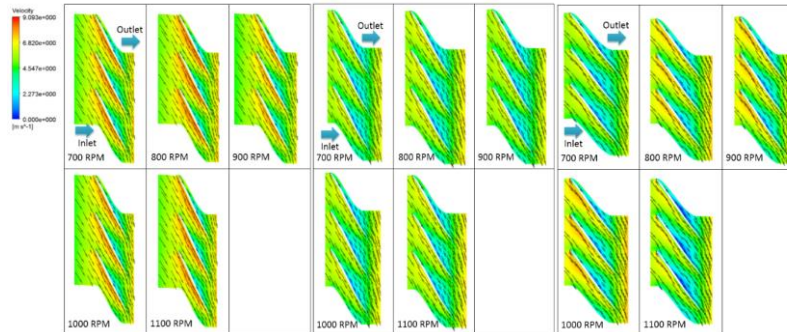 Velocity
9.093e+000
6.820e+000
4.547e+000
2.273e+000
0.000e+000
[m s^-1]
Outlet
Inlet
700 RPM
800 RPM
900 RPM
1000 RPM
1100 RPM
Outlet
Inlet
700 RPM
800 RPM
900 RPM
1000 RPM
1100 RPM
Outlet
Inlet
700 RPM
800 RPM
900 RPM
1000 RPM
1100 RPM